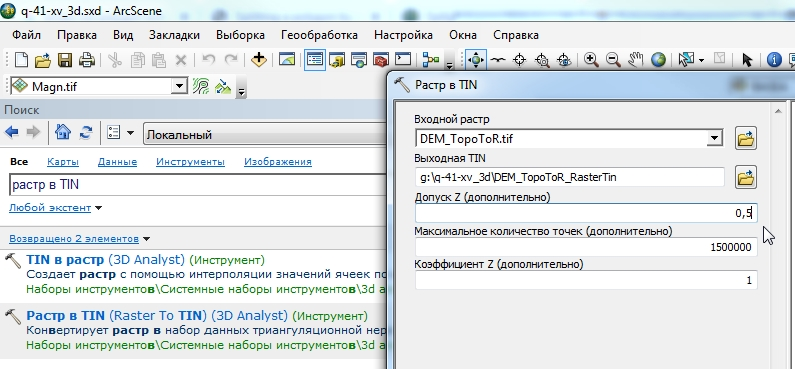 q-41-xv_3d.sxd - ArcScene
Файл Правка Вид Закладки Выборка Геообработка Настройка Окна Справка
Magn.tif
Растр в TIN
Поиск
Локальный
Все Карты Данные Инструменты Изображения
растр в TIN
Любой экстент
Возвращено 2 элементов
TIN в растр (3D Analyst) (Инструмент)
Создает растр с помощью интерполяции значений ячеек по
Наборы инструментов\Системные наборы инструментов\3d a
Растр в TIN (Raster To TIN) (3D Analyst) (Инструмент)
Конвертирует растр в набор данных триангуляционной нер
Наборы инструментов\Системные наборы инструментов\3d a
Входной растр
DEM_TopoToR.tif
Выходная TIN
g:\q-41-xv_3d\DEM_TopoToR_RasterTin
Допуск Z (дополнительно)
0,5
Максимальное количество точек (дополнительно)
1500000
Коэффициент Z (дополнительно)
1